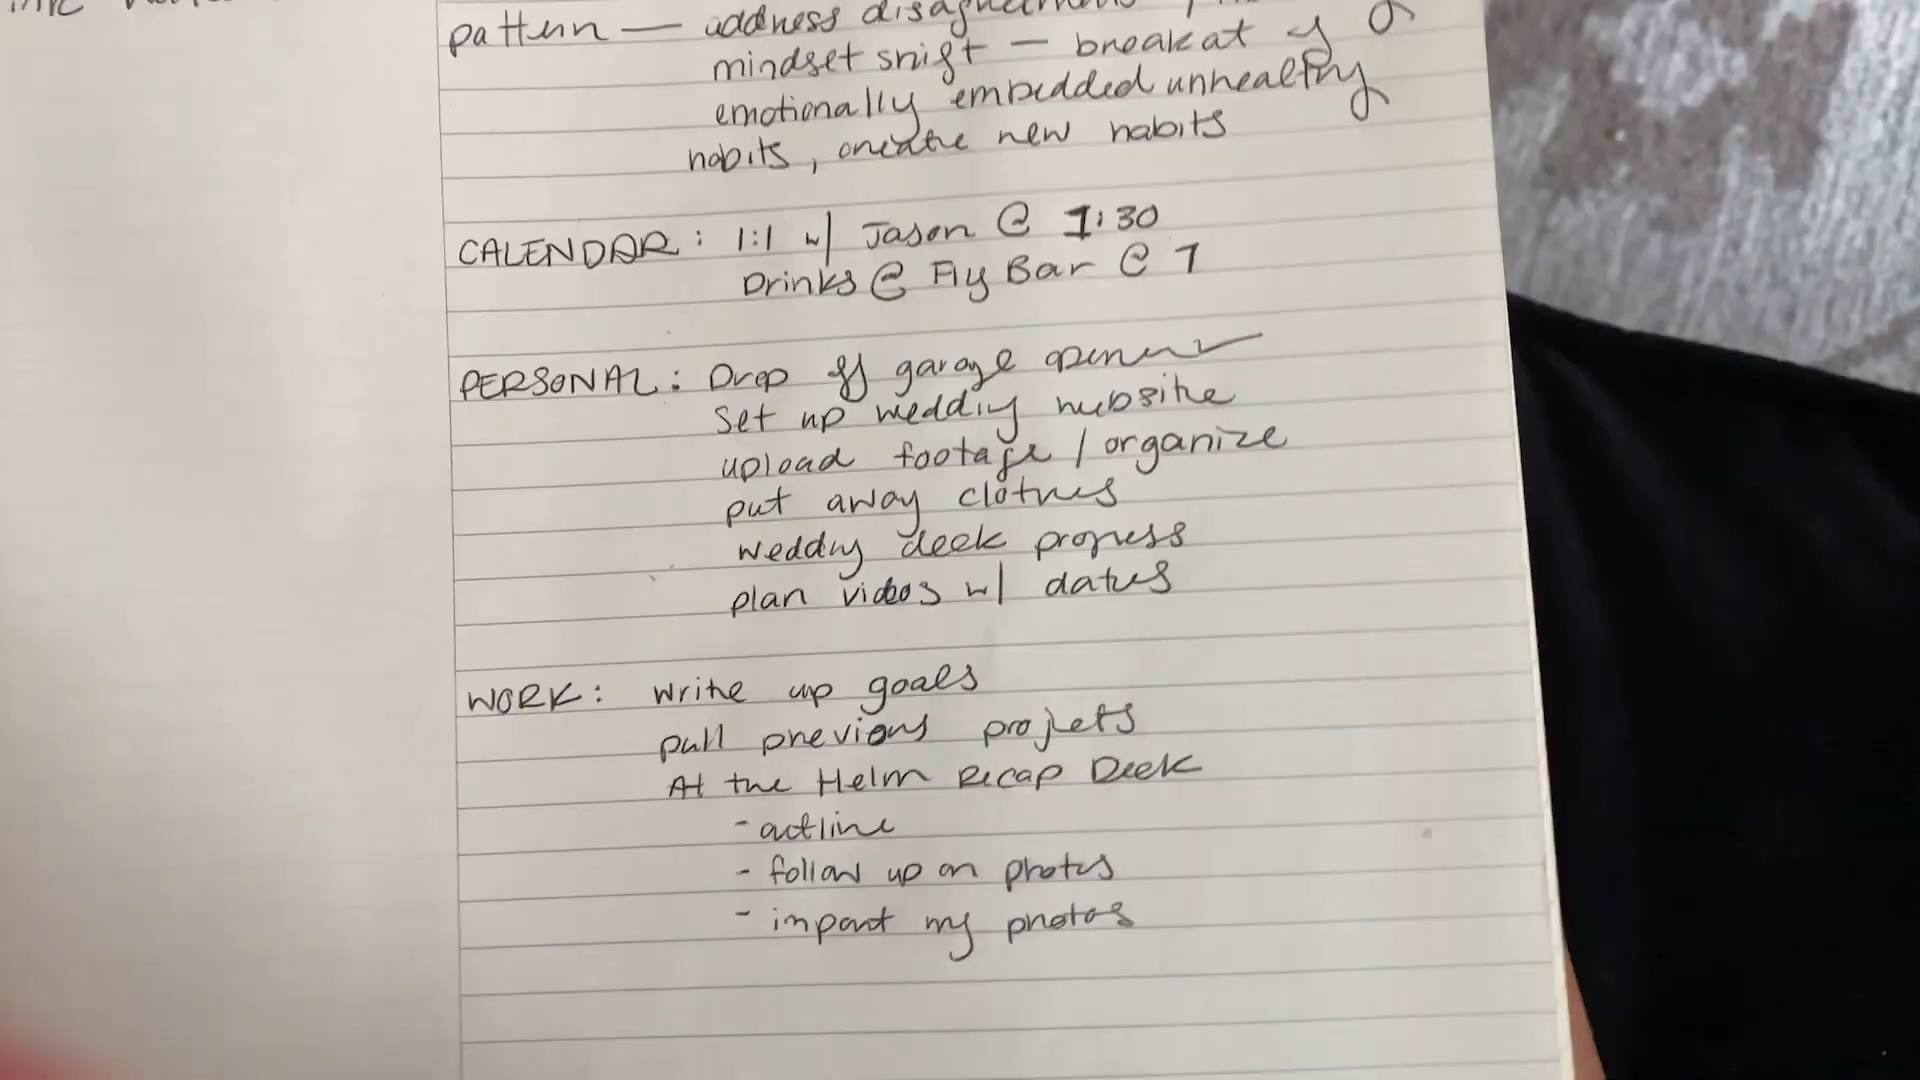 pattern — address
mindset shift — break
emotionally embedded unhealthy
habits, create new habits
CALENDAR: 1:1 w/ Jason @ 1:30
Drinks @ Fly Bar @ 7
PERSONAL: Drop off garage opener ✓
Set up wedding website
upload footage / organize
put away clothes
wedding deck progress
plan videos w/ dates
WORK: write up goals
pull previous projects
At the Helm Recap Deck
- outline
- follow up on photos
- import my photos